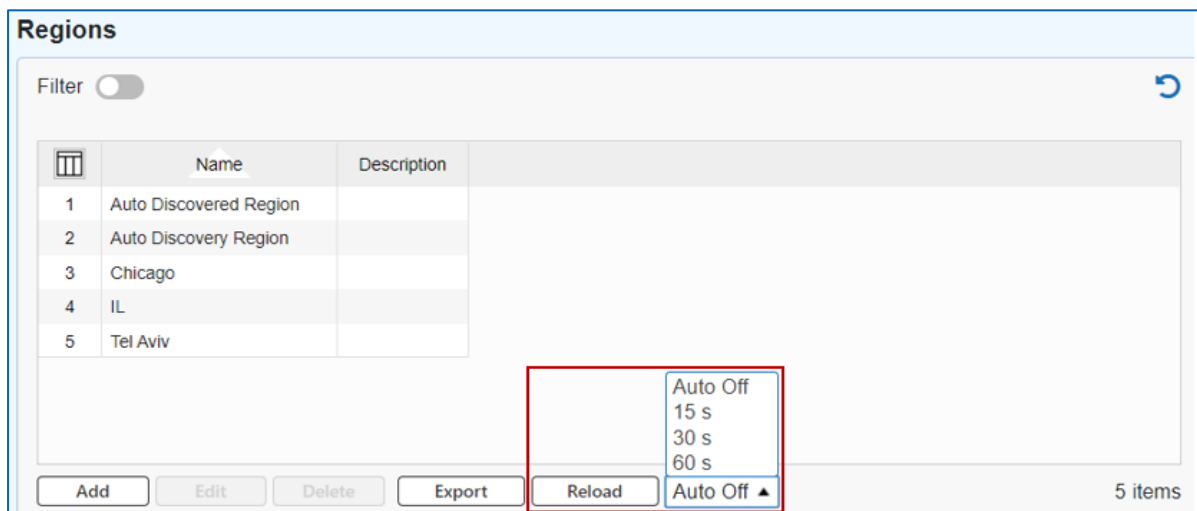 Regions
Filter
Name Description
1 Auto Discovered Region
2 Auto Discovery Region
3 Chicago
4 IL
5 Tel Aviv
Auto Off
15 s
30 s
60 s
Add Edit Delete Export Reload Auto Off 5 items